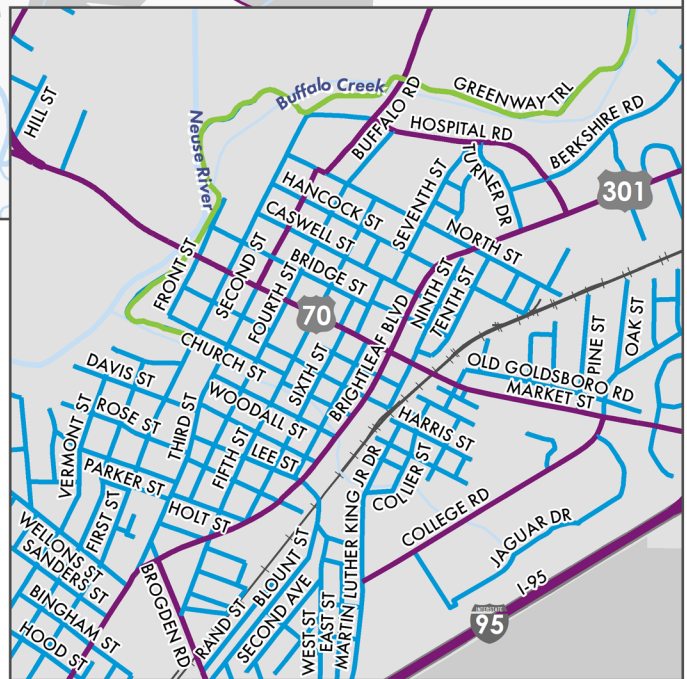 Buffalo Creek
GREENWAY TRL
BUFFALO RD
HOSPITAL RD
BERKSHIRE RD
HILL ST
Neuse River
TURNER DR
SEVENTH ST
301
HANCOCK ST
CASWELL ST
NORTH ST
BRIDGE ST
FRONT ST
SECOND ST
FOURTH ST
70
NINTH ST
TENTH ST
BRIGHTLEAF BLVD
PINE ST
OAK ST
CHURCH ST
SIXTH ST
OLD GOLDSBORO RD
MARKET ST
DAVIS ST
ROSE ST
WOODALL ST
VERMONT ST
THIRD ST
FIFTH ST
LEE ST
HARRIS ST
COLLIER ST
PARKER ST
FIRST ST
HOLT ST
MARTIN LUTHER KING JR DR
COLLEGE RD
JAGUAR DR
WELLONS ST
SANDERS ST
BINGHAM ST
HOOD ST
BROGDEN RD
RAND ST
BLOUNT ST
SECOND AVE
WEST ST
EAST ST
I-95
INTERSTATE
95